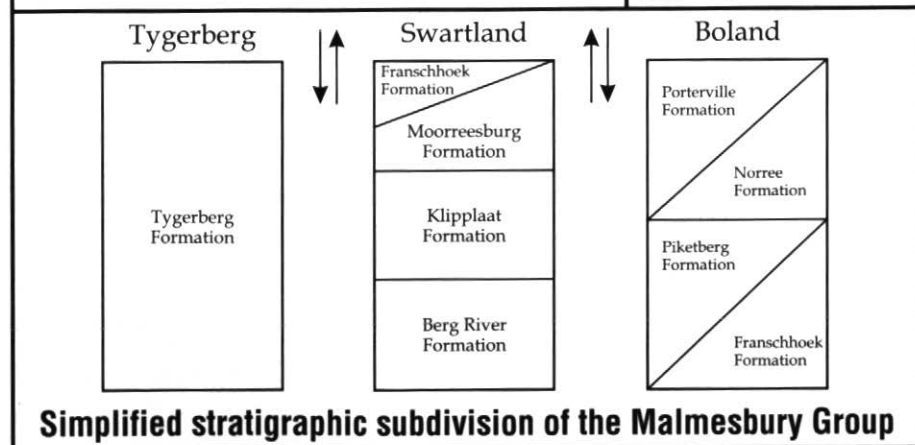 Tygerberg
Swartland
Boland
Tygerberg
Formation
Franschhoek
Formation
Moorreesburg
Formation
Klipplaat
Formation
Berg River
Formation
Porterville
Formation
Norree
Formation
Piketberg
Formation
Franschhoek
Formation
Simplified stratigraphic subdivision of the Malmesbury Group